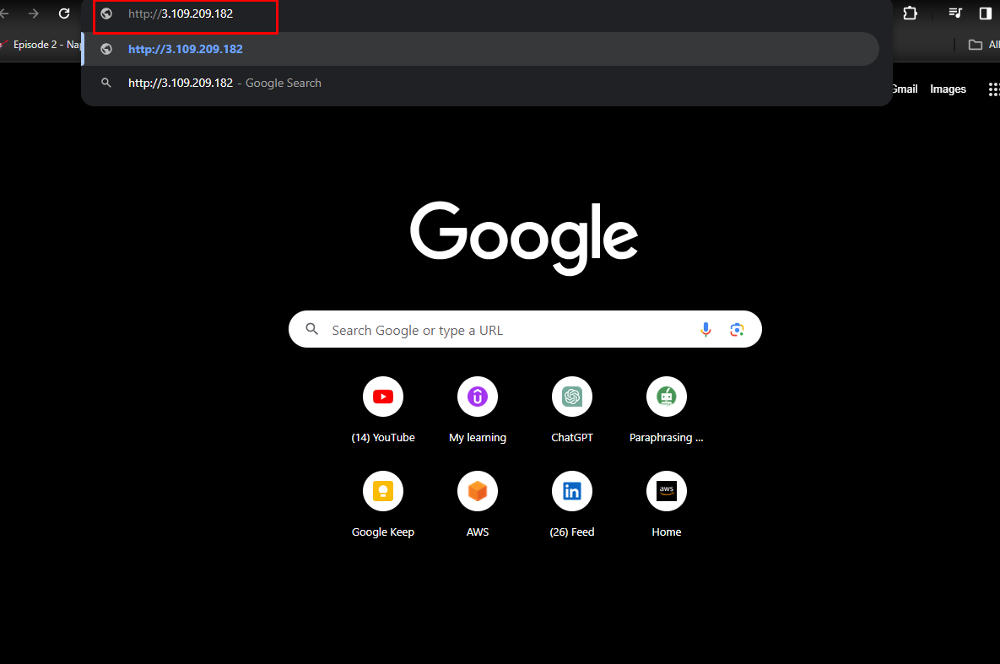 http://3.109.209.182
Episode 2 - Nap
http://3.109.209.182
All
http://3.109.209.182 - Google Search
Gmail Images
Google
Search Google or type a URL
(14) YouTube My learning ChatGPT Paraphrasing ...
aws
Google Keep AWS (26) Feed Home